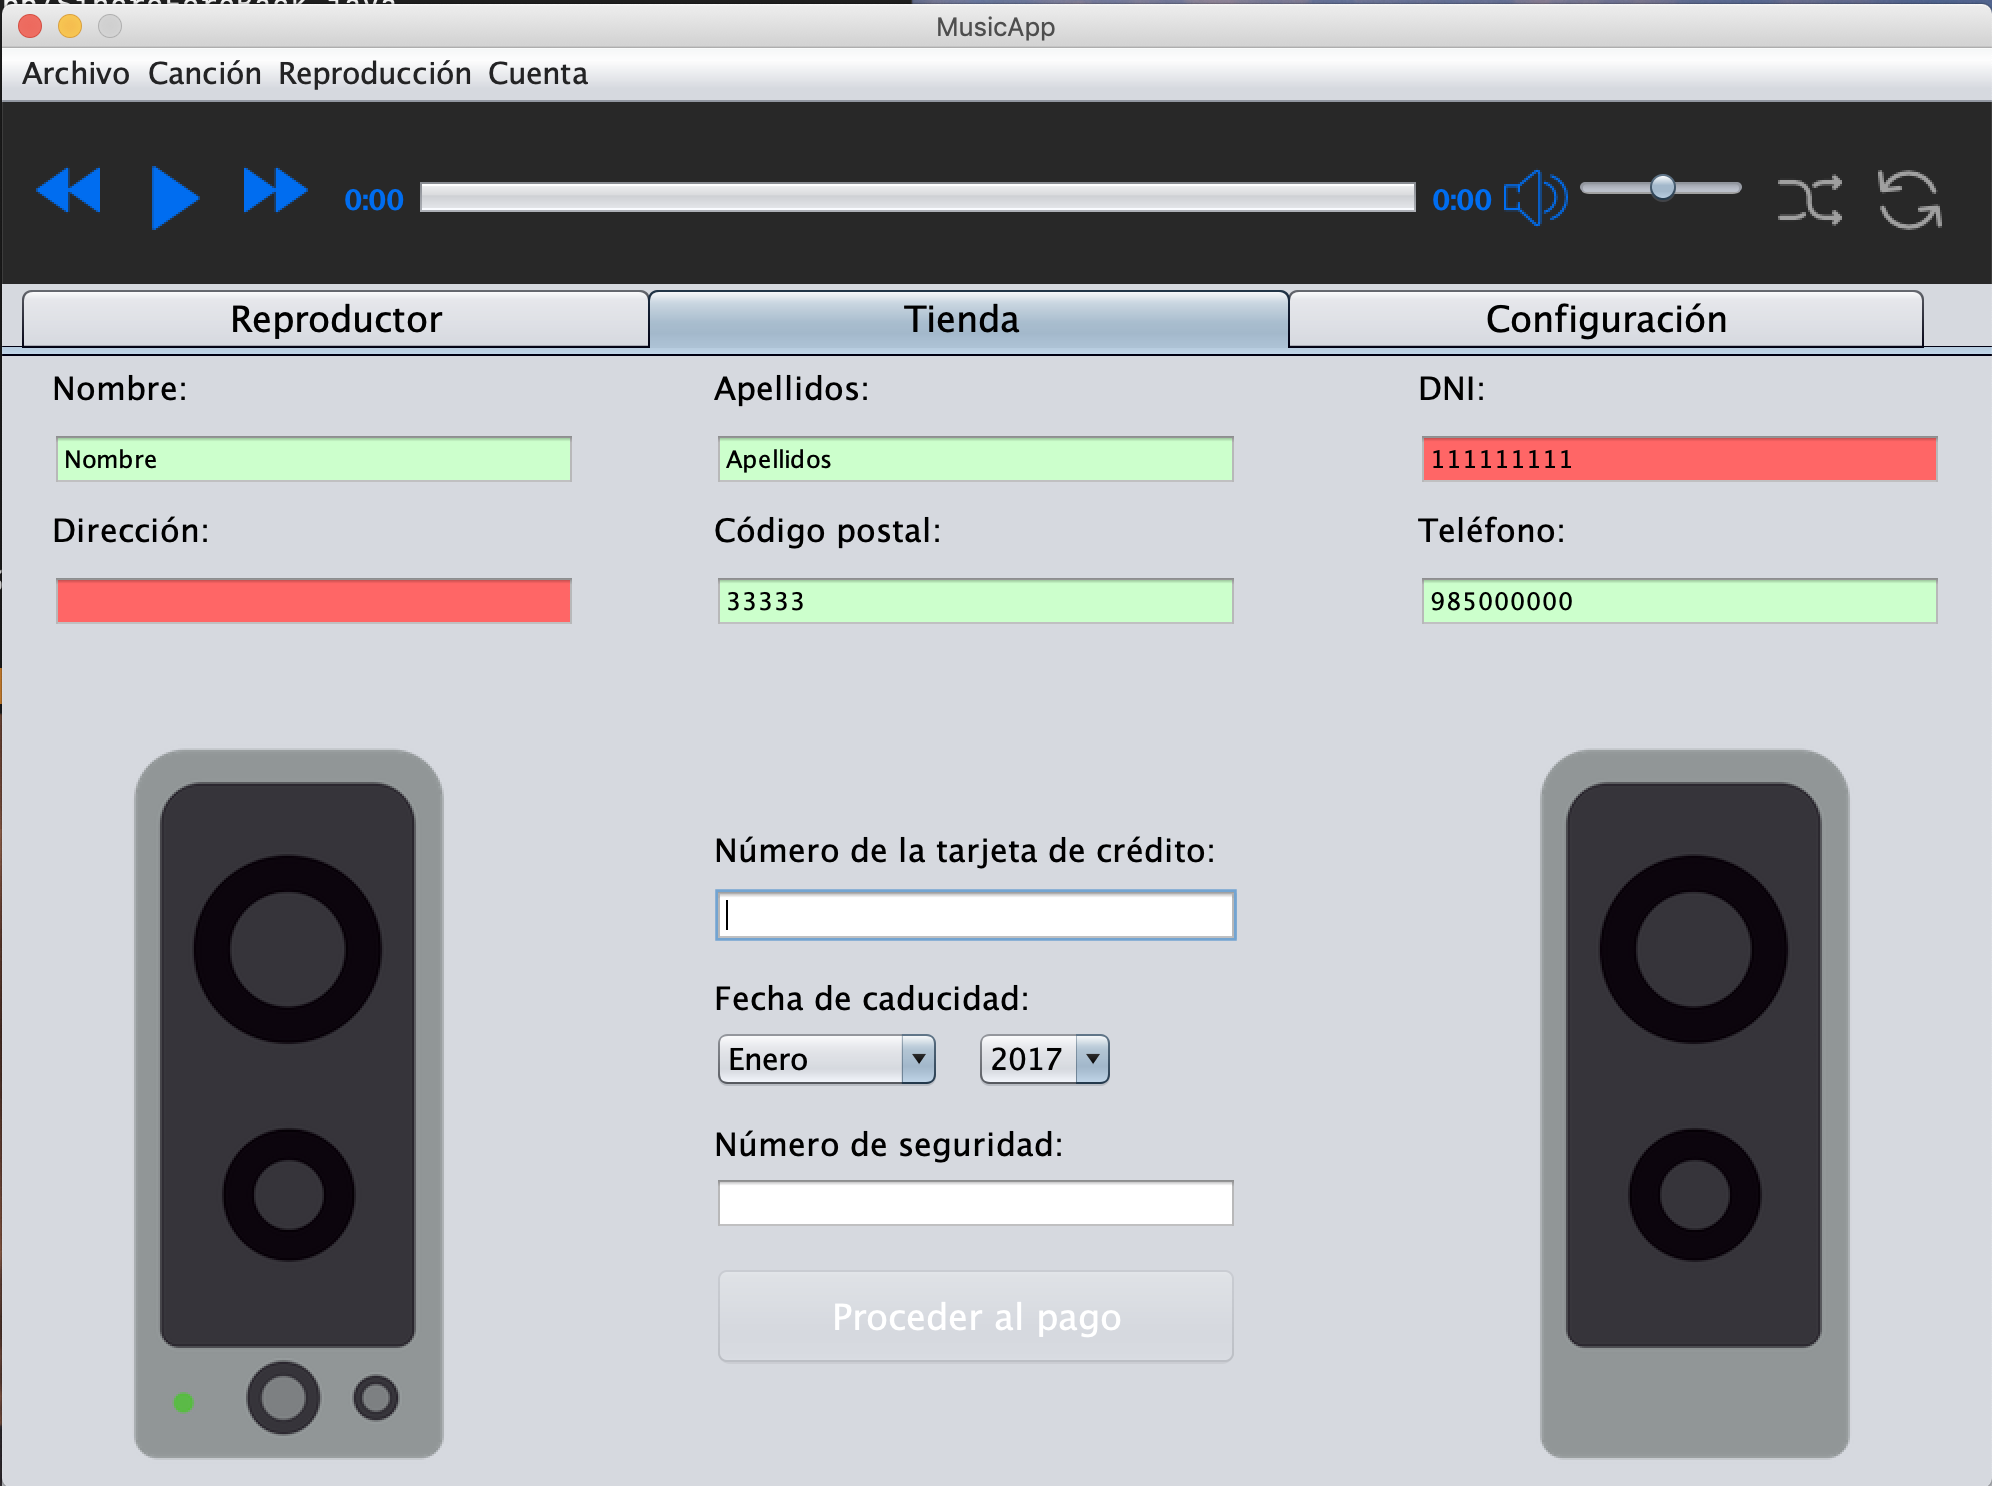 MusicApp
Archivo Canción Reproducción Cuenta
0:00 0:00
Reproductor Tienda Configuración
Nombre: Apellidos: DNI:
Nombre Apellidos 111111111
Dirección: Código postal: Teléfono:
33333 985000000
Número de la tarjeta de crédito:
Fecha de caducidad:
Enero 2017
Número de seguridad:
Proceder al pago